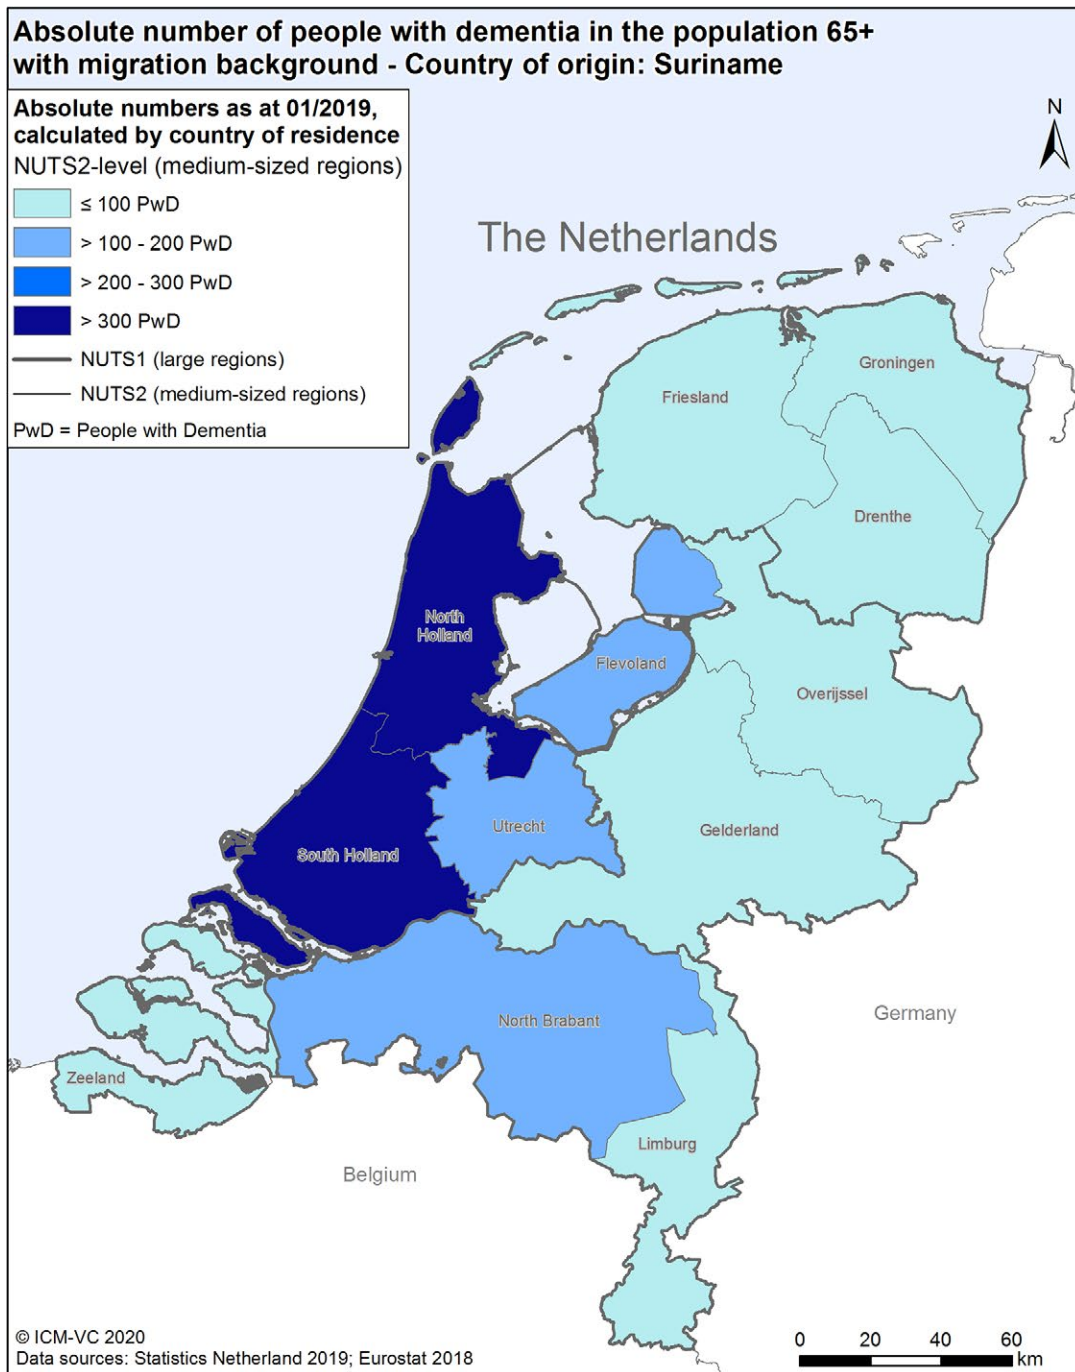 Absolute number of people with dementia in the population 65+
with migration background - Country of origin: Suriname
Absolute numbers as at 01/2019,
calculated by country of residence
NUTS2-level (medium-sized regions)
≤ 100 PwD
> 100 - 200 PwD
> 200 - 300 PwD
> 300 PwD
NUTS1 (large regions)
NUTS2 (medium-sized regions)
PwD = People with Dementia
N
The Netherlands
Groningen
Friesland
Drenthe
North
Holland
Flevoland
Overijssel
Utrecht
Gelderland
South Holland
North Brabant
Germany
Zeeland
Limburg
Belgium
© ICM-VC 2020
Data sources: Statistics Netherland 2019; Eurostat 2018
0 20 40 60
km